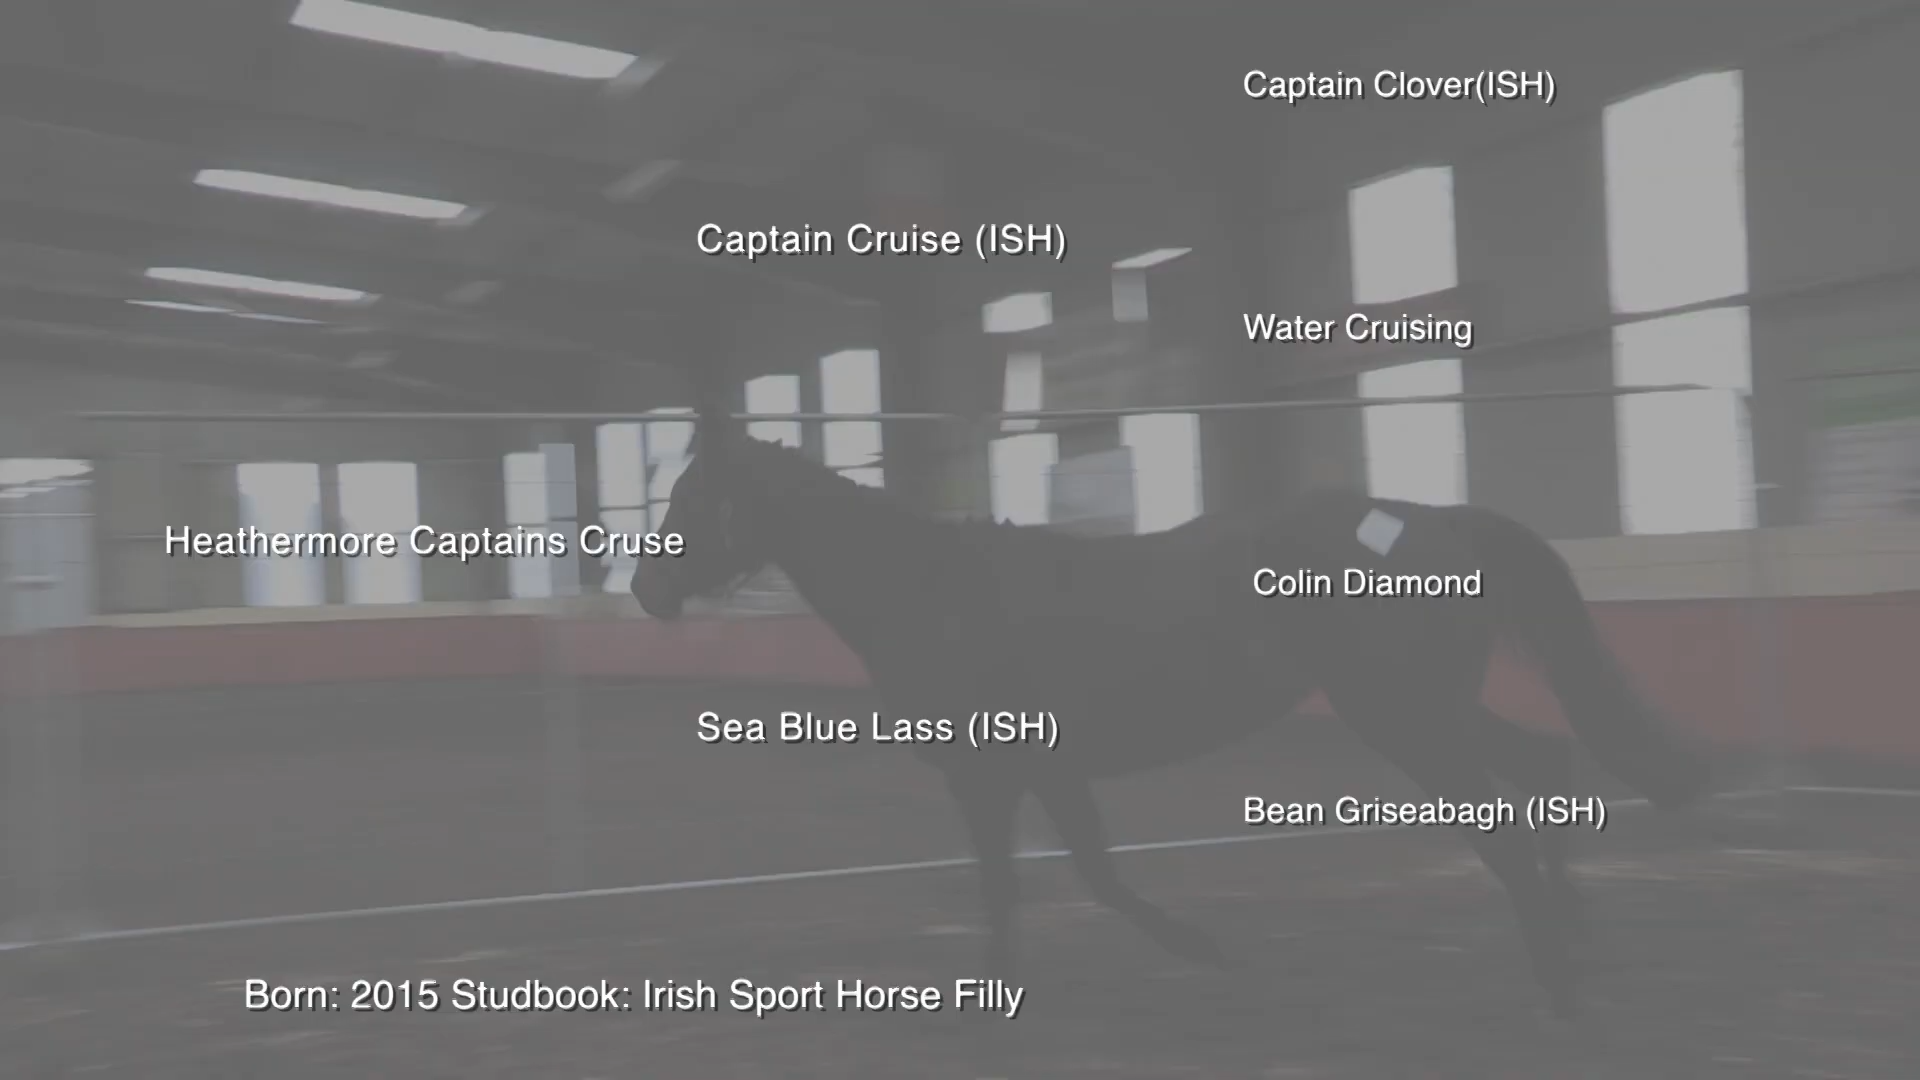 Captain Clover(ISH)
Captain Cruise (ISH)
Water Cruising
Heathermore Captains Cruse
Colin Diamond
Sea Blue Lass (ISH)
Bean Griseabagh (ISH)
Born: 2015 Studbook: Irish Sport Horse Filly